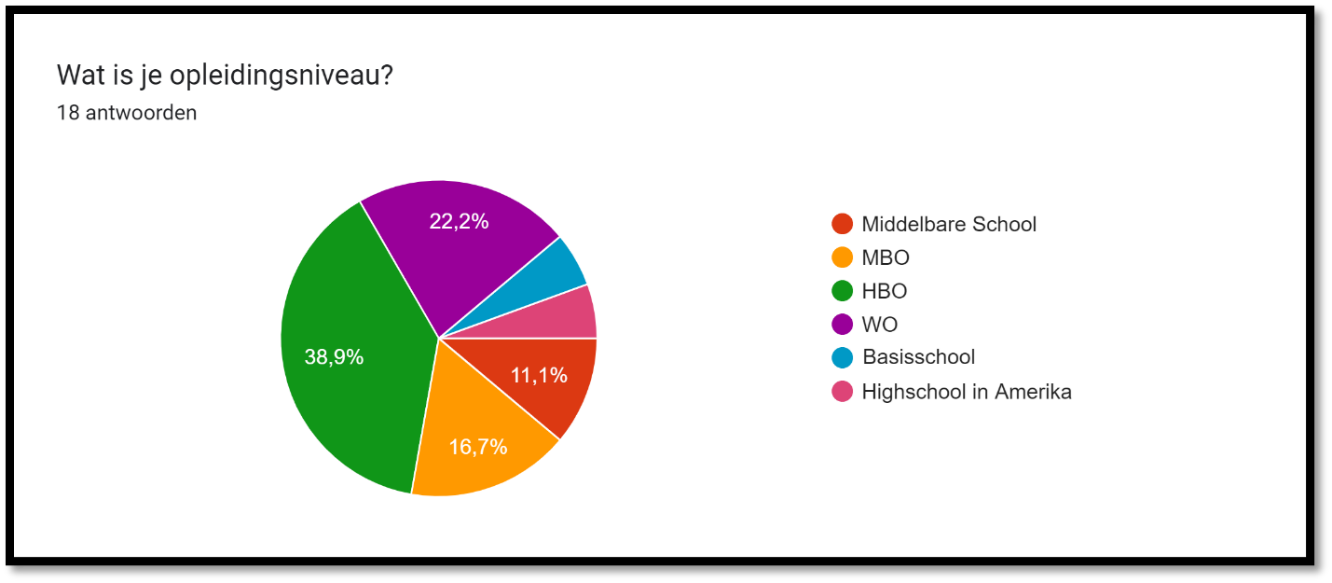 Wat is je opleidingsniveau?
18 antwoorden
22,2%
38,9%
11,1%
16,7%
Middelbare School
MBO
HBO
WO
Basisschool
Highschool in Amerika